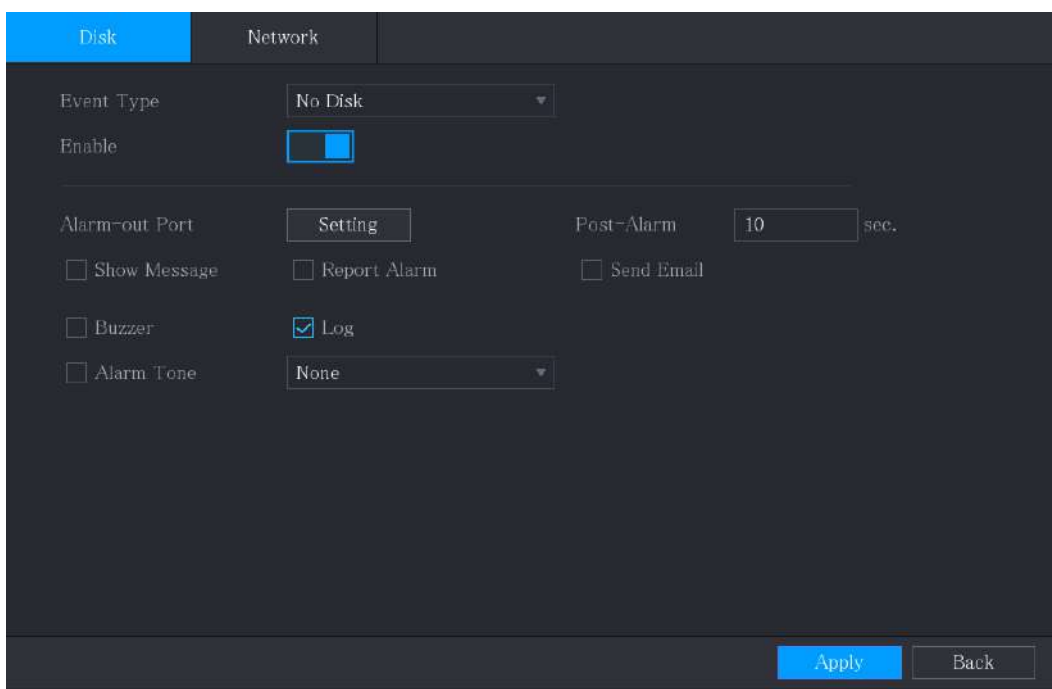 Disk Network
Event Type No Disk
Enable
Alarm-out Port Setting Post-Alarm 10 sec.
Show Message Report Alarm Send Email
Buzzer Log
Alarm Tone None
Apply Back